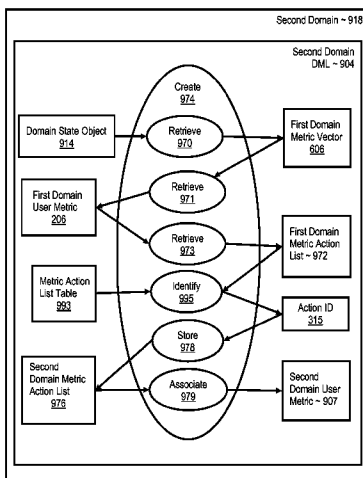 Second Domain ~ 918
Second
Domain
DML ~ 904
Create
974
Domain State Object
914
Retrieve
970
First Domain
Metric Vector
606
Retrieve
971
First Domain
User Metric
206
Retrieve
973
First Domain
Metric Action
List ~ 972
Metric Action
List Table
993
Identify
995
Action ID
315
Store
978
Second
Domain Metric
Action List
976
Associate
979
Second
Domain User
Metric ~ 907